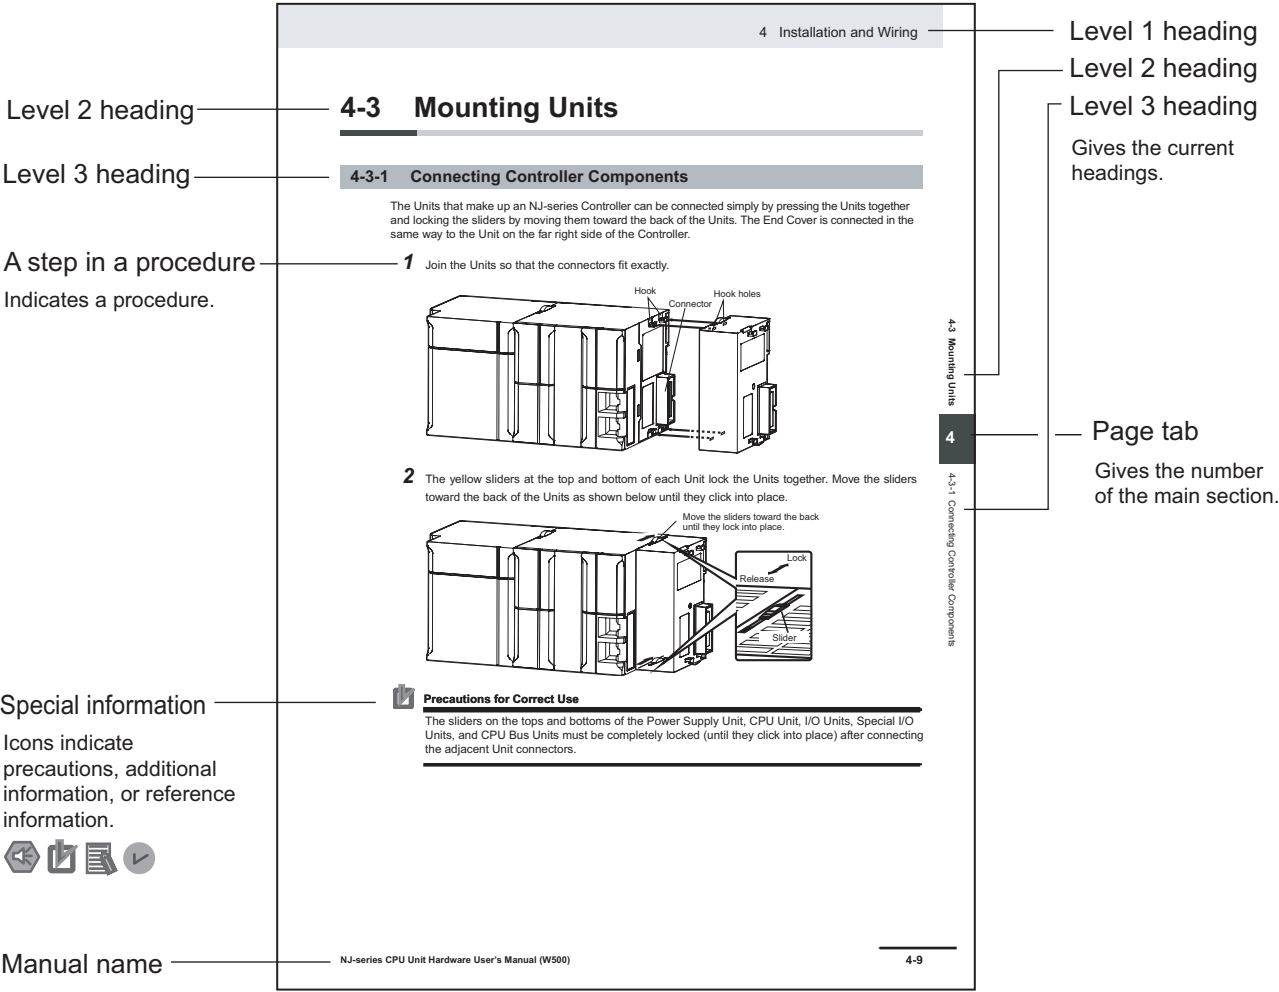 4 Installation and Wiring
Level 1 heading
Level 2 heading
Level 3 heading
Gives the current
headings.
Level 2 heading
4-3 Mounting Units
Level 3 heading
4-3-1 Connecting Controller Components
The Units that make up an NJ-series Controller can be connected simply by pressing the Units together
and locking the sliders by moving them toward the back of the Units. The End Cover is connected in the
same way to the Unit on the far right side of the Controller.
A step in a procedure
Indicates a procedure.
1 Join the Units so that the connectors fit exactly.
Hook
Connector
Hook holes
4-3 Mounting Units
4
4-3-1 Connecting Controller Components
Page tab
Gives the number
of the main section.
2 The yellow sliders at the top and bottom of each Unit lock the Units together. Move the sliders
toward the back of the Units as shown below until they click into place.
Move the sliders toward the back
until they lock into place.
Lock
Release
Slider
Special information
Icons indicate
precautions, additional
information, or reference
information.
Precautions for Correct Use
The sliders on the tops and bottoms of the Power Supply Unit, CPU Unit, I/O Units, Special I/O
Units, and CPU Bus Units must be completely locked (until they click into place) after connecting
the adjacent Unit connectors.
Manual name
NJ-series CPU Unit Hardware User's Manual (W500)
4-9